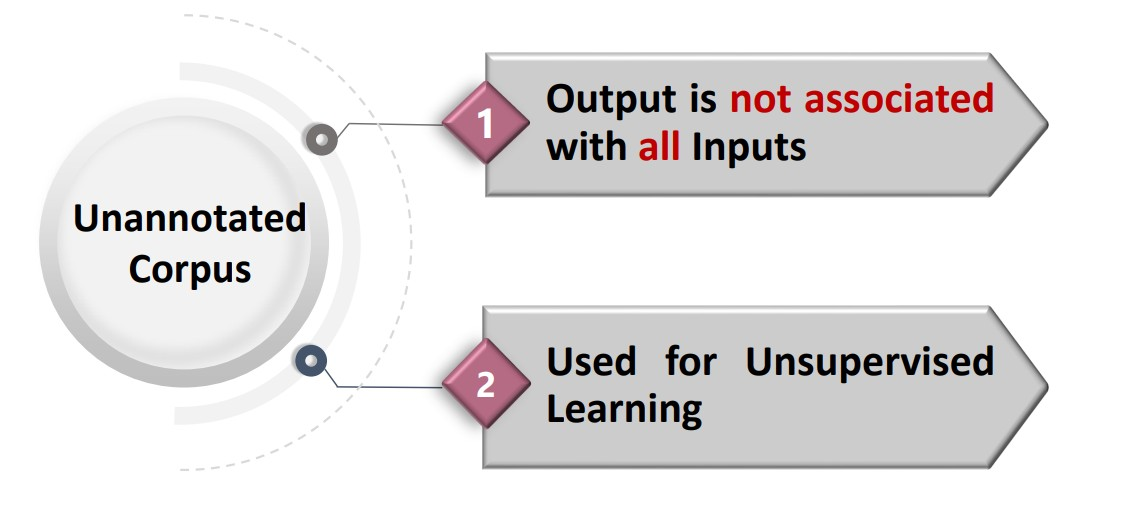 Unannotated
Corpus
1
Output is not associated
with all Inputs
2
Used for Unsupervised
Learning